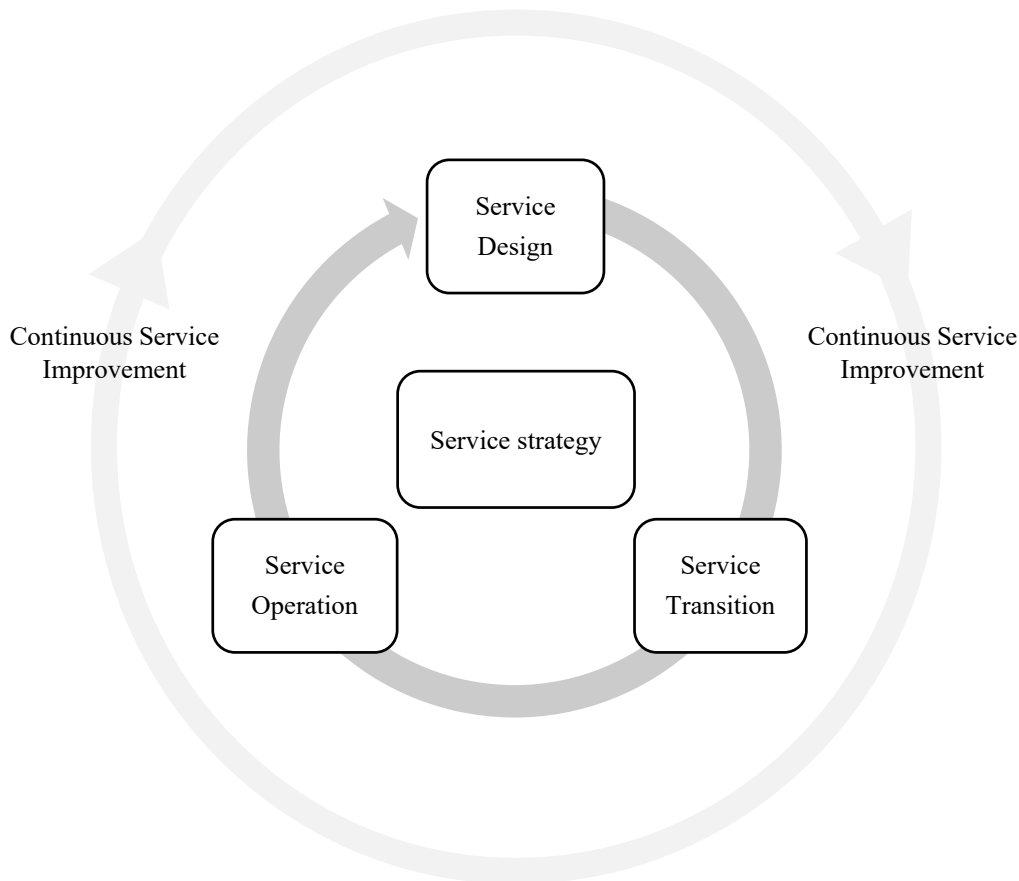 Service
Design
Continuous Service
Improvement
Continuous Service
Improvement
Service strategy
Service
Operation
Service
Transition